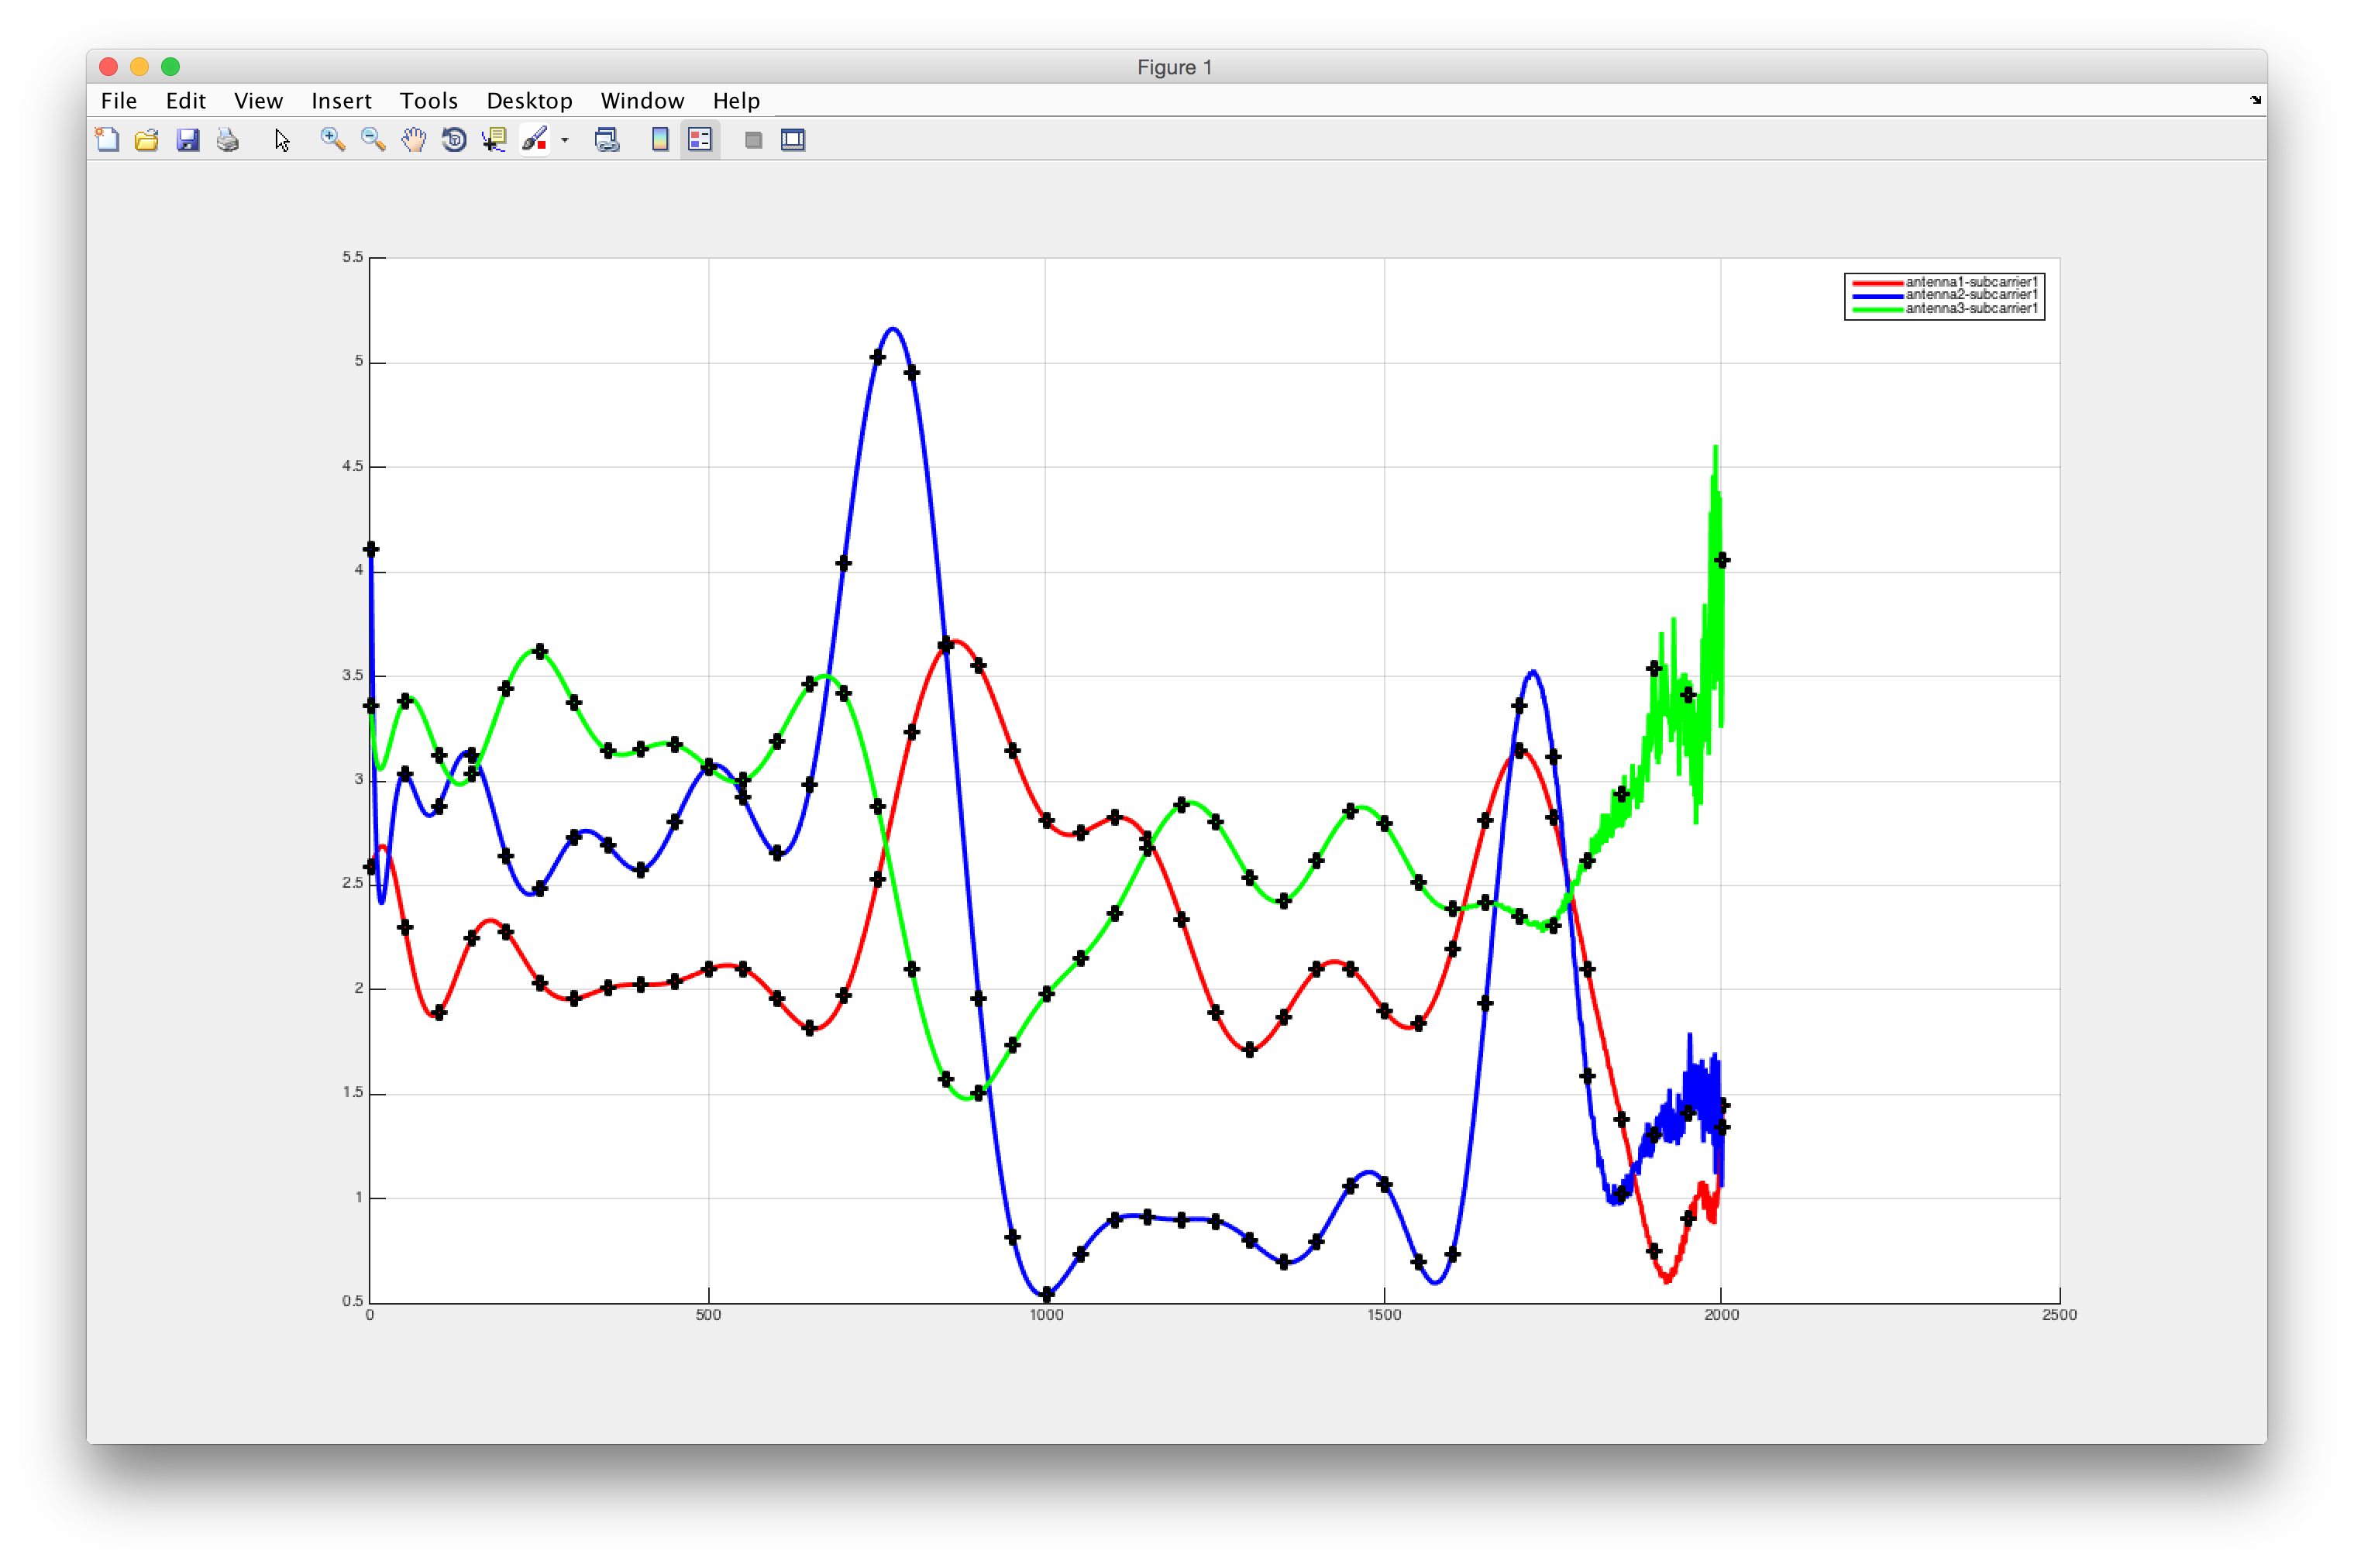 Figure 1
File Edit View Insert Tools Desktop Window Help
antenna1-subcarrier1
antenna2-subcarrier1
antenna3-subcarrier1
5.5
5
4.5
4
3.5
3
2.5
2
1.5
1
0.5
0 500 1000 1500 2000 2500